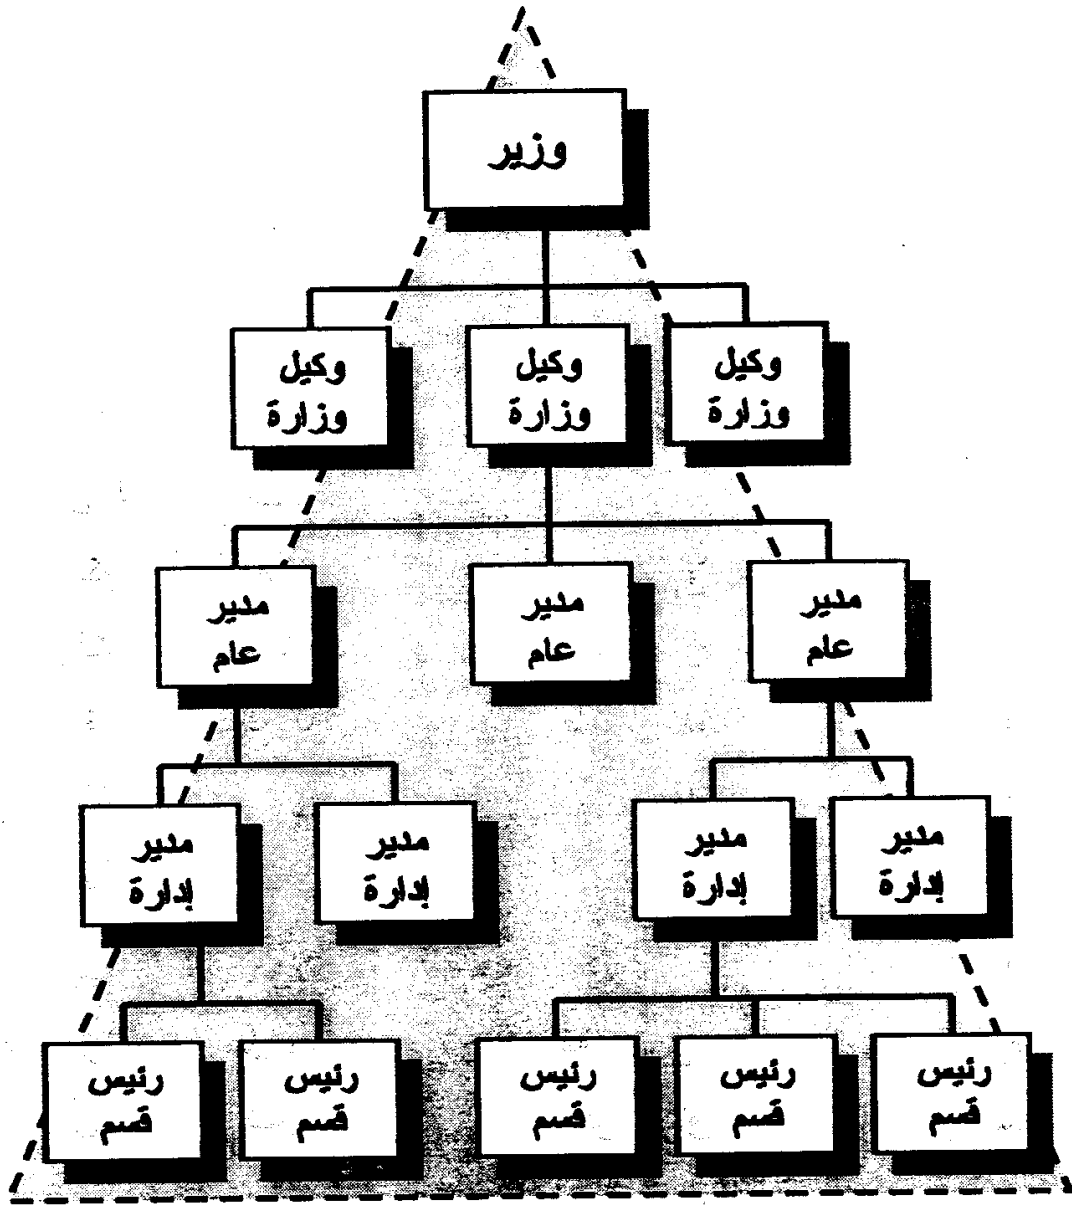 وزير
وكيل
وزارة
وكيل
وزارة
وكيل
وزارة
مدير
عام
مدير
عام
مدير
عام
مدير
إدارة
مدير
إدارة
مدير
إدارة
مدير
إدارة
رئيس
قسم
رئيس
قسم
رئيس
قسم
رئيس
قسم
رئيس
قسم